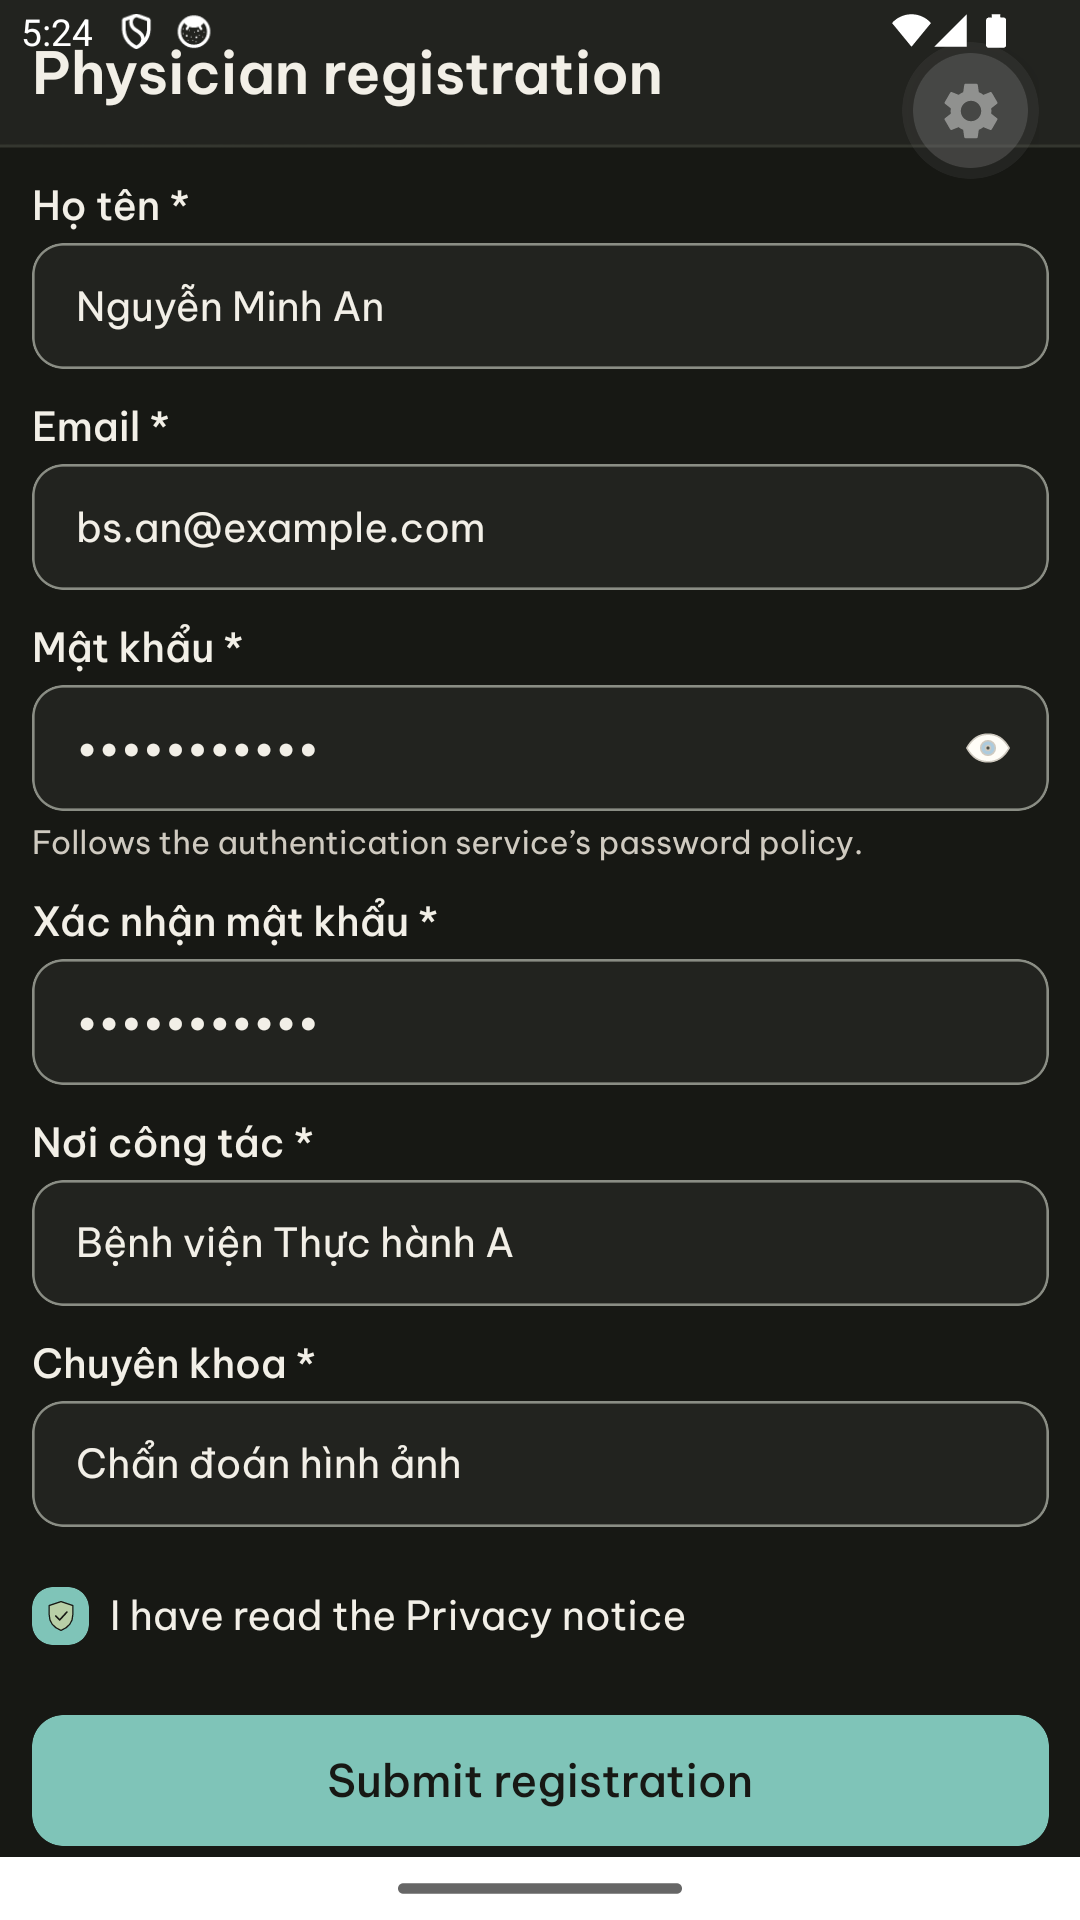 5:24
Physician registration
Họ tên *
Nguyễn Minh An
Email *
bs.an@example.com
Mật khẩu *
•••••••••••
Follows the authentication service’s password policy.
Xác nhận mật khẩu *
•••••••••••
Nơi công tác *
Bệnh viện Thực hành A
Chuyên khoa *
Chẩn đoán hình ảnh
I have read the Privacy notice
Submit registration